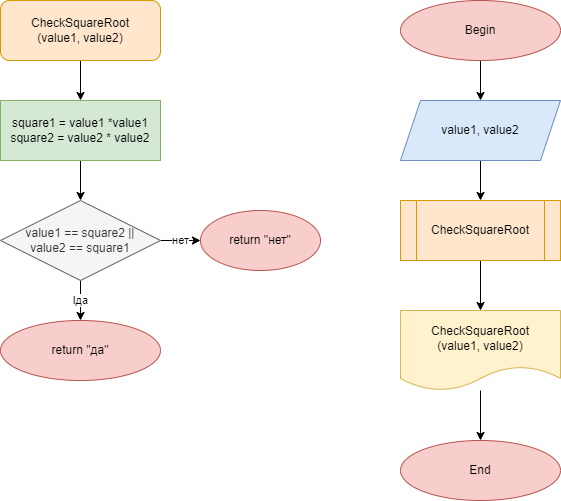 CheckSquareRoot
(value1, value2)
square1 = value1 *value1
square2 = value2 * value2
value1 == square2 ||
value2 == square1
нет
return "нет"
lда
return "да"
Begin
value1, value2
CheckSquareRoot
CheckSquareRoot
(value1, value2)
End